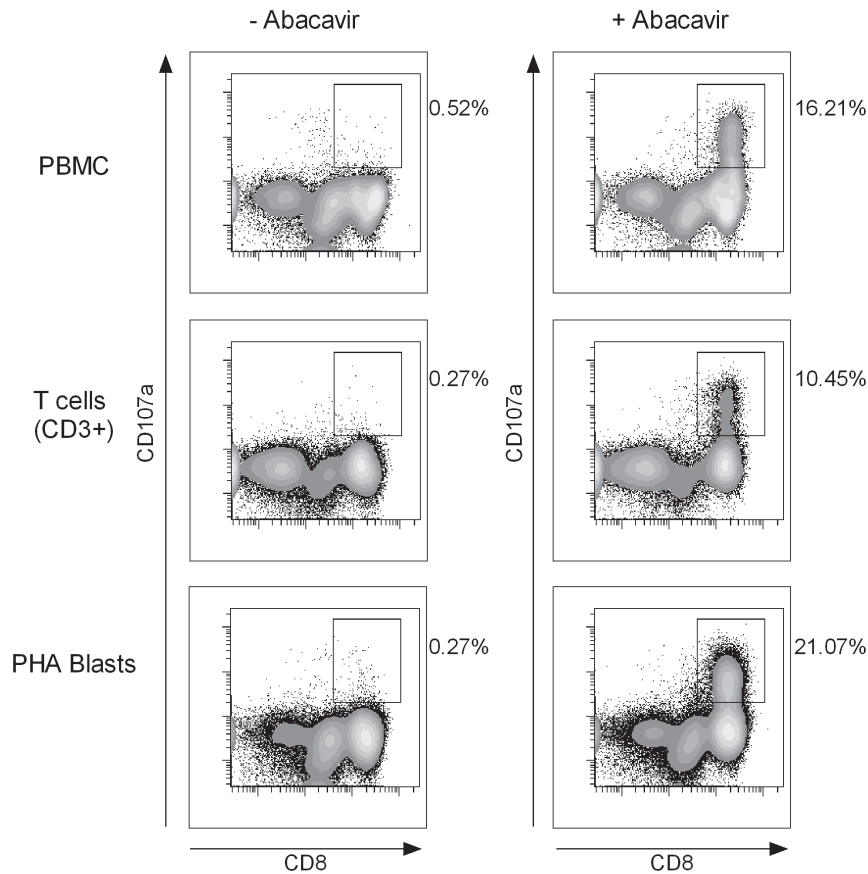 - Abacavir
+ Abacavir
PBMC
0.52%
16.21%
T cells
(CD3+)
CD107a
0.27%
CD107a
10.45%
PHA Blasts
0.27%
21.07%
CD8
CD8